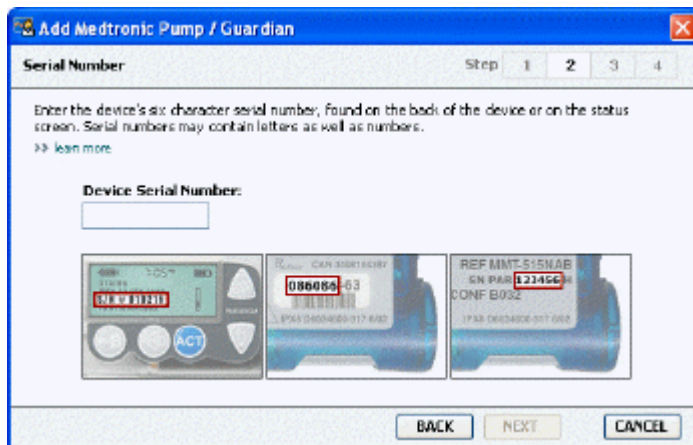 Add Medtronic Pump / Guardian
Serial Number
Step 1 2 3 4
Enter the device's six character serial number, found on the back of the device or on the status
screen. Serial numbers may contain letters as well as numbers.
>> learn more
Device Serial Number:
ACT
086086-63
REF MMT-515NAB
SN PAR 123456 H
CONF B032
BACK NEXT CANCEL